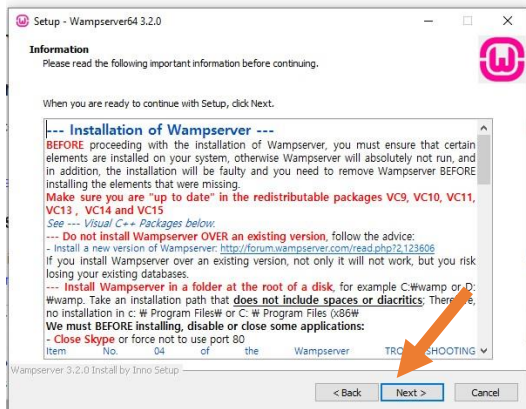 Setup - Wampserver64 3.2.0
Information
Please read the following important information before continuing.
When you are ready to continue with Setup, click Next.
--- Installation of Wampserver ---
BEFORE proceeding with the installation of Wampserver, you must ensure that certain
elements are installed on your system, otherwise Wampserver will absolutely not run, and
in addition, the installation will be faulty and you need to remove Wampserver BEFORE
installing the elements that were missing.
Make sure you are "up to date" in the redistributable packages VC9, VC10, VC11,
VC13 , VC14 and VC15
See --- Visual C++ Packages below.
--- Do not install Wampserver OVER an existing version, follow the advice:
- Install a new version of Wampserver: http://forum.wampserver.com/read.php?2,123606
If you install Wampserver over an existing version, not only it will not work, but you risk
losing your existing databases.
--- Install Wampserver in a folder at the root of a disk, for example C:₩wamp or D:
₩wamp. Take an installation path that does not include spaces or diacritics; Therefore,
no installation in c: ₩ Program Files₩ or C: ₩ Program Files (x86₩
We must BEFORE installing, disable or close some applications:
- Close Skype or force not to use port 80
Item No. 04 of the Wampserver TROUBLESHOOTING
Wampserver 3.2.0 Install by Inno Setup
< Back Next > Cancel